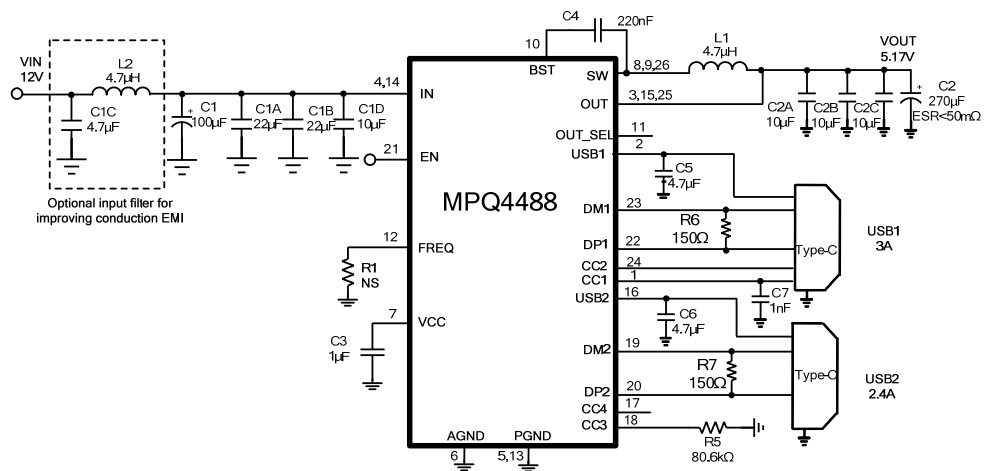 C4
220nF
10
BST
L1
4.7µH
VIN
12V
L2
4.7µH
C1C
4.7µF
C1
100µF
C1A
22µF
C1B
22µF
C1D
10µF
4,14
IN
21
EN
Optional input filter for
improving conduction EMI
12
FREQ
R1
NS
7
VCC
C3
1µF
MPQ4488
AGND
6
PGND
5,13
SW
8,9,26
OUT
3,15,25
OUT_SEL
11
USB1
2
DM1
23
DP1
22
CC2
24
CC1
1
USB2
16
DM2
19
DP2
20
CC4
17
CC3
18
VOUT
5.17V
C2A
10µF
C2B
10µF
C2C
10µF
C2
270µF
ESR<50mΩ
C5
4.7µF
R6
150Ω
Type-C
USB1
3A
C7
1nF
C6
4.7µF
R7
150Ω
Type-C
USB2
2.4A
R5
80.6kΩ